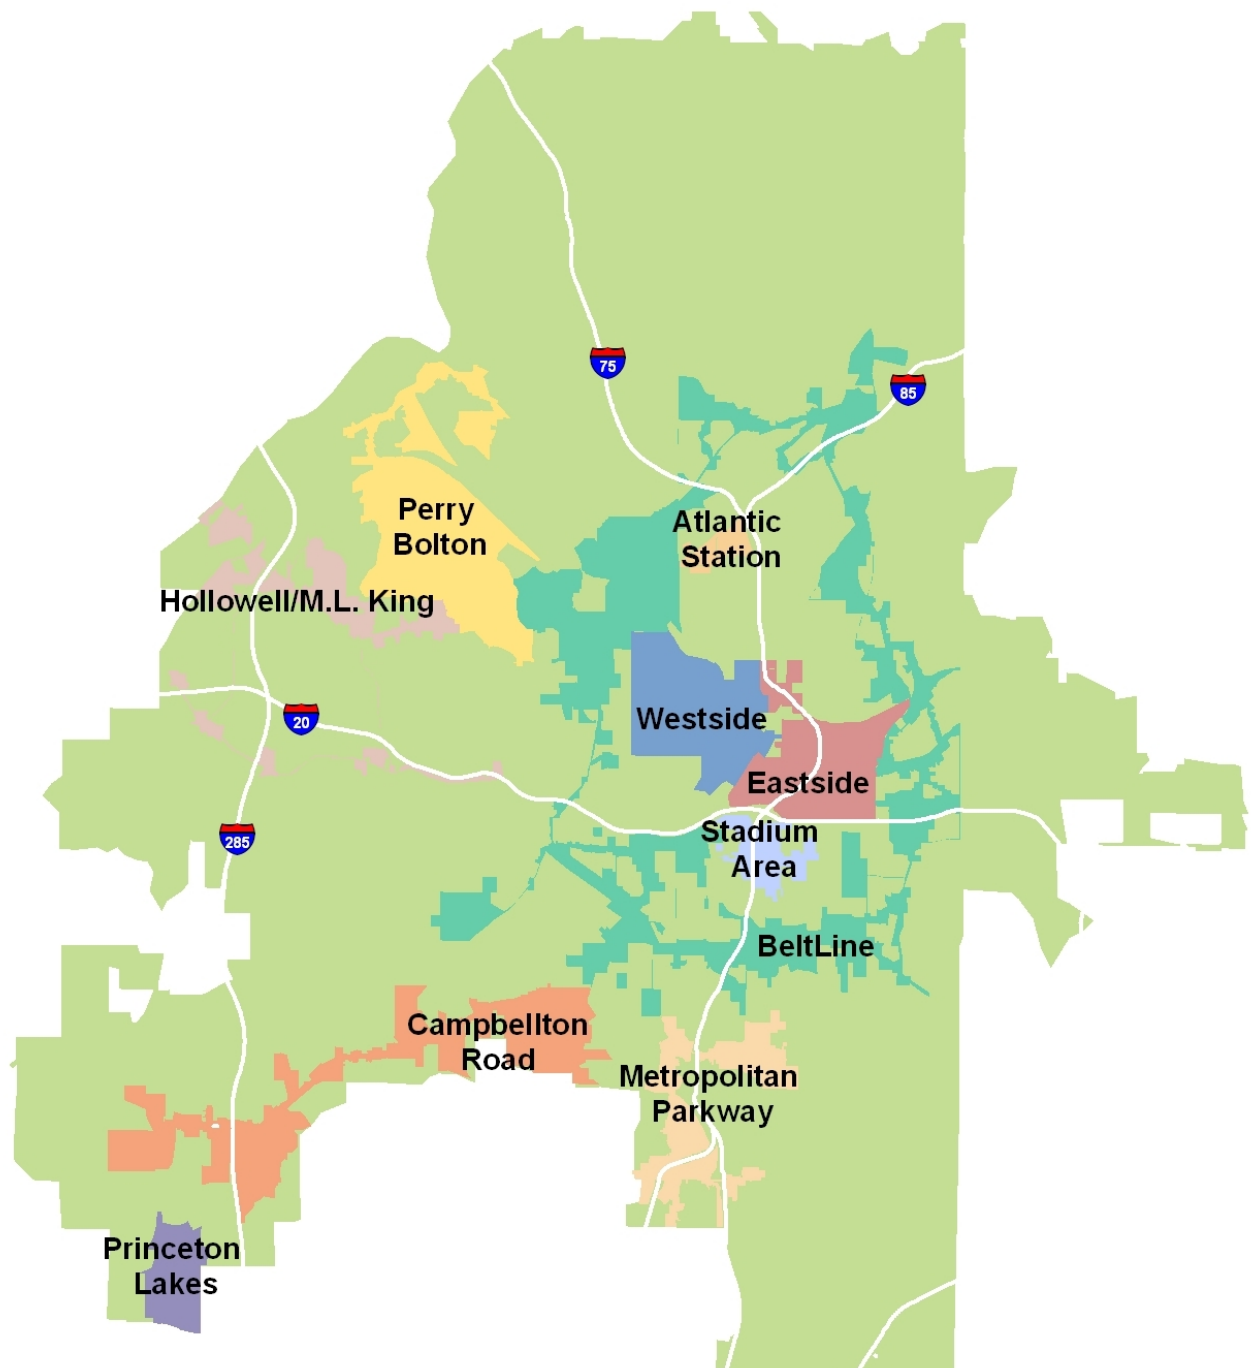 75
85
Perry
Bolton
Atlantic
Station
Hollowell/M.L. King
20
Westside
Eastside
285
Stadium
Area
BeltLine
Campbellton
Road
Metropolitan
Parkway
Princeton
Lakes